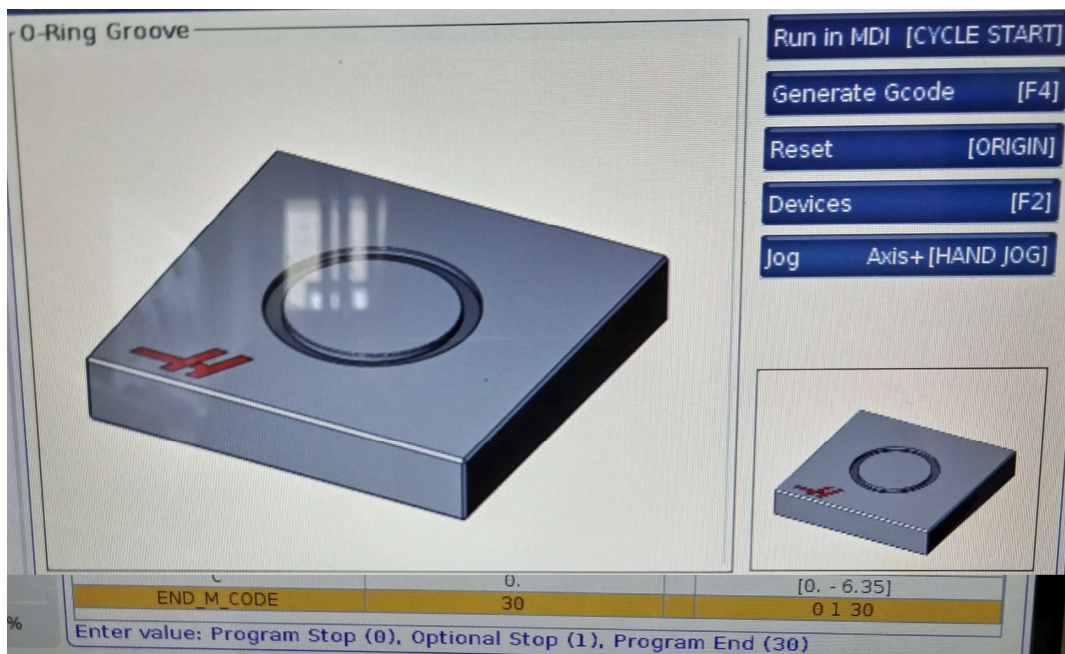 O-Ring Groove
Run in MDI [CYCLE START]
Generate Gcode [F4]
Reset [ORIGIN]
Devices [F2]
Jog Axis+[HAND JOG]
C 0. [0. - 6.35]
END_M_CODE 30 0 1 30
%
Enter value: Program Stop (0), Optional Stop (1), Program End (30)